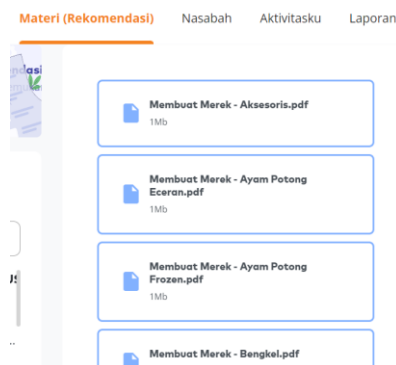 Materi (Rekomendasi) Nasabah Aktivitasku Laporan
Membuat Merek - Aksesoris.pdf
1Mb
Membuat Merek - Ayam Potong
Eceran.pdf
1Mb
Membuat Merek - Ayam Potong
Frozen.pdf
1Mb
..
Membuat Merek - Bengkel.pdf